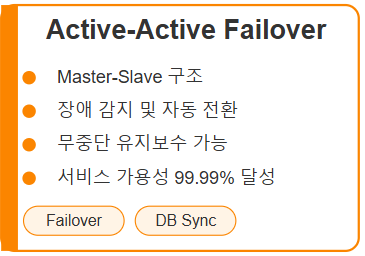 Active-Active Failover
Master-Slave 구조
장애 감지 및 자동 전환
무중단 유지보수 가능
서비스 가용성 99.99% 달성
Failover
DB Sync